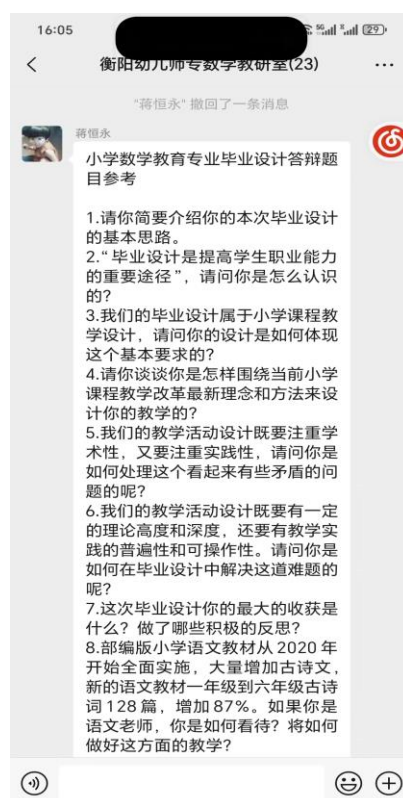 16:05
5G
29
衡阳幼儿师专数学教研室(23)
"蒋恒永" 撤回了一条消息
蒋恒永
小学数学教育专业毕业设计答辩题
目参考
1.请你简要介绍你的本次毕业设计
的基本思路。
2.“毕业设计是提高学生职业能力
的重要途径”，请问你是怎么认识
的？
3.我们的毕业设计属于小学课程教
学设计，请问你的设计是如何体现
这个基本要求的？
4.请你谈谈你是怎样围绕当前小学
课程教学改革最新理念和方法来设
计你的教学的？
5.我们的教学活动设计既要注重学
术性，又要注重实践性，请问你是
如何处理这个看起来有些矛盾的问
题的呢？
6.我们的教学活动设计既要有一定
的理论高度和深度，还要有教学实
践的普遍性和可操作性。请问你是
如何在毕业设计中解决这道难题的
呢？
7.这次毕业设计你的最大的收获是
什么？做了哪些积极的反思？
8.部编版小学语文教材从2020年
开始全面实施，大量增加古诗文，
新的语文教材一年级到六年级古诗
词128篇，增加87%。如果你是
语文老师，你是如何看待？将如何
做好这方面的教学？